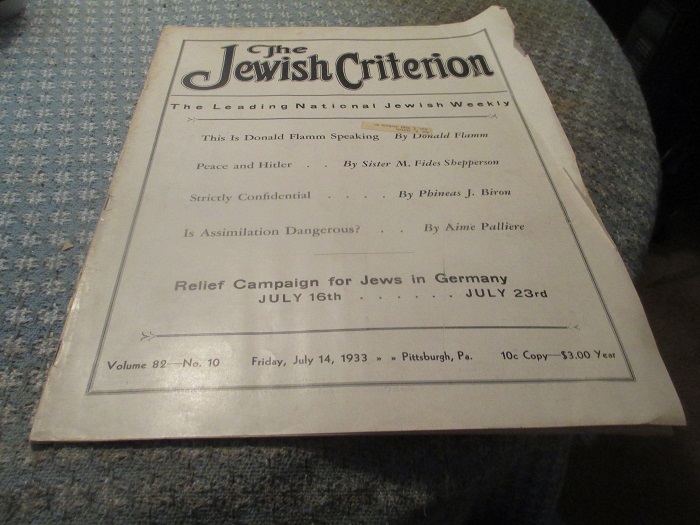 The
Jewish Criterion
The Leading National Jewish Weekly
This Is Donald Flamm Speaking By Donald Flamm
Peace and Hitler . . By Sister M. Fides Shepperson
Strictly Confidential . . . . By Phineas J. Biron
Is Assimilation Dangerous? . . By Aime Palliere
Relief Campaign for Jews in Germany
JULY 16th . . . . . . JULY 23rd
Volume 82—No. 10 Friday, July 14, 1933 » » Pittsburgh, Pa. 10c Copy—$3.00 Year